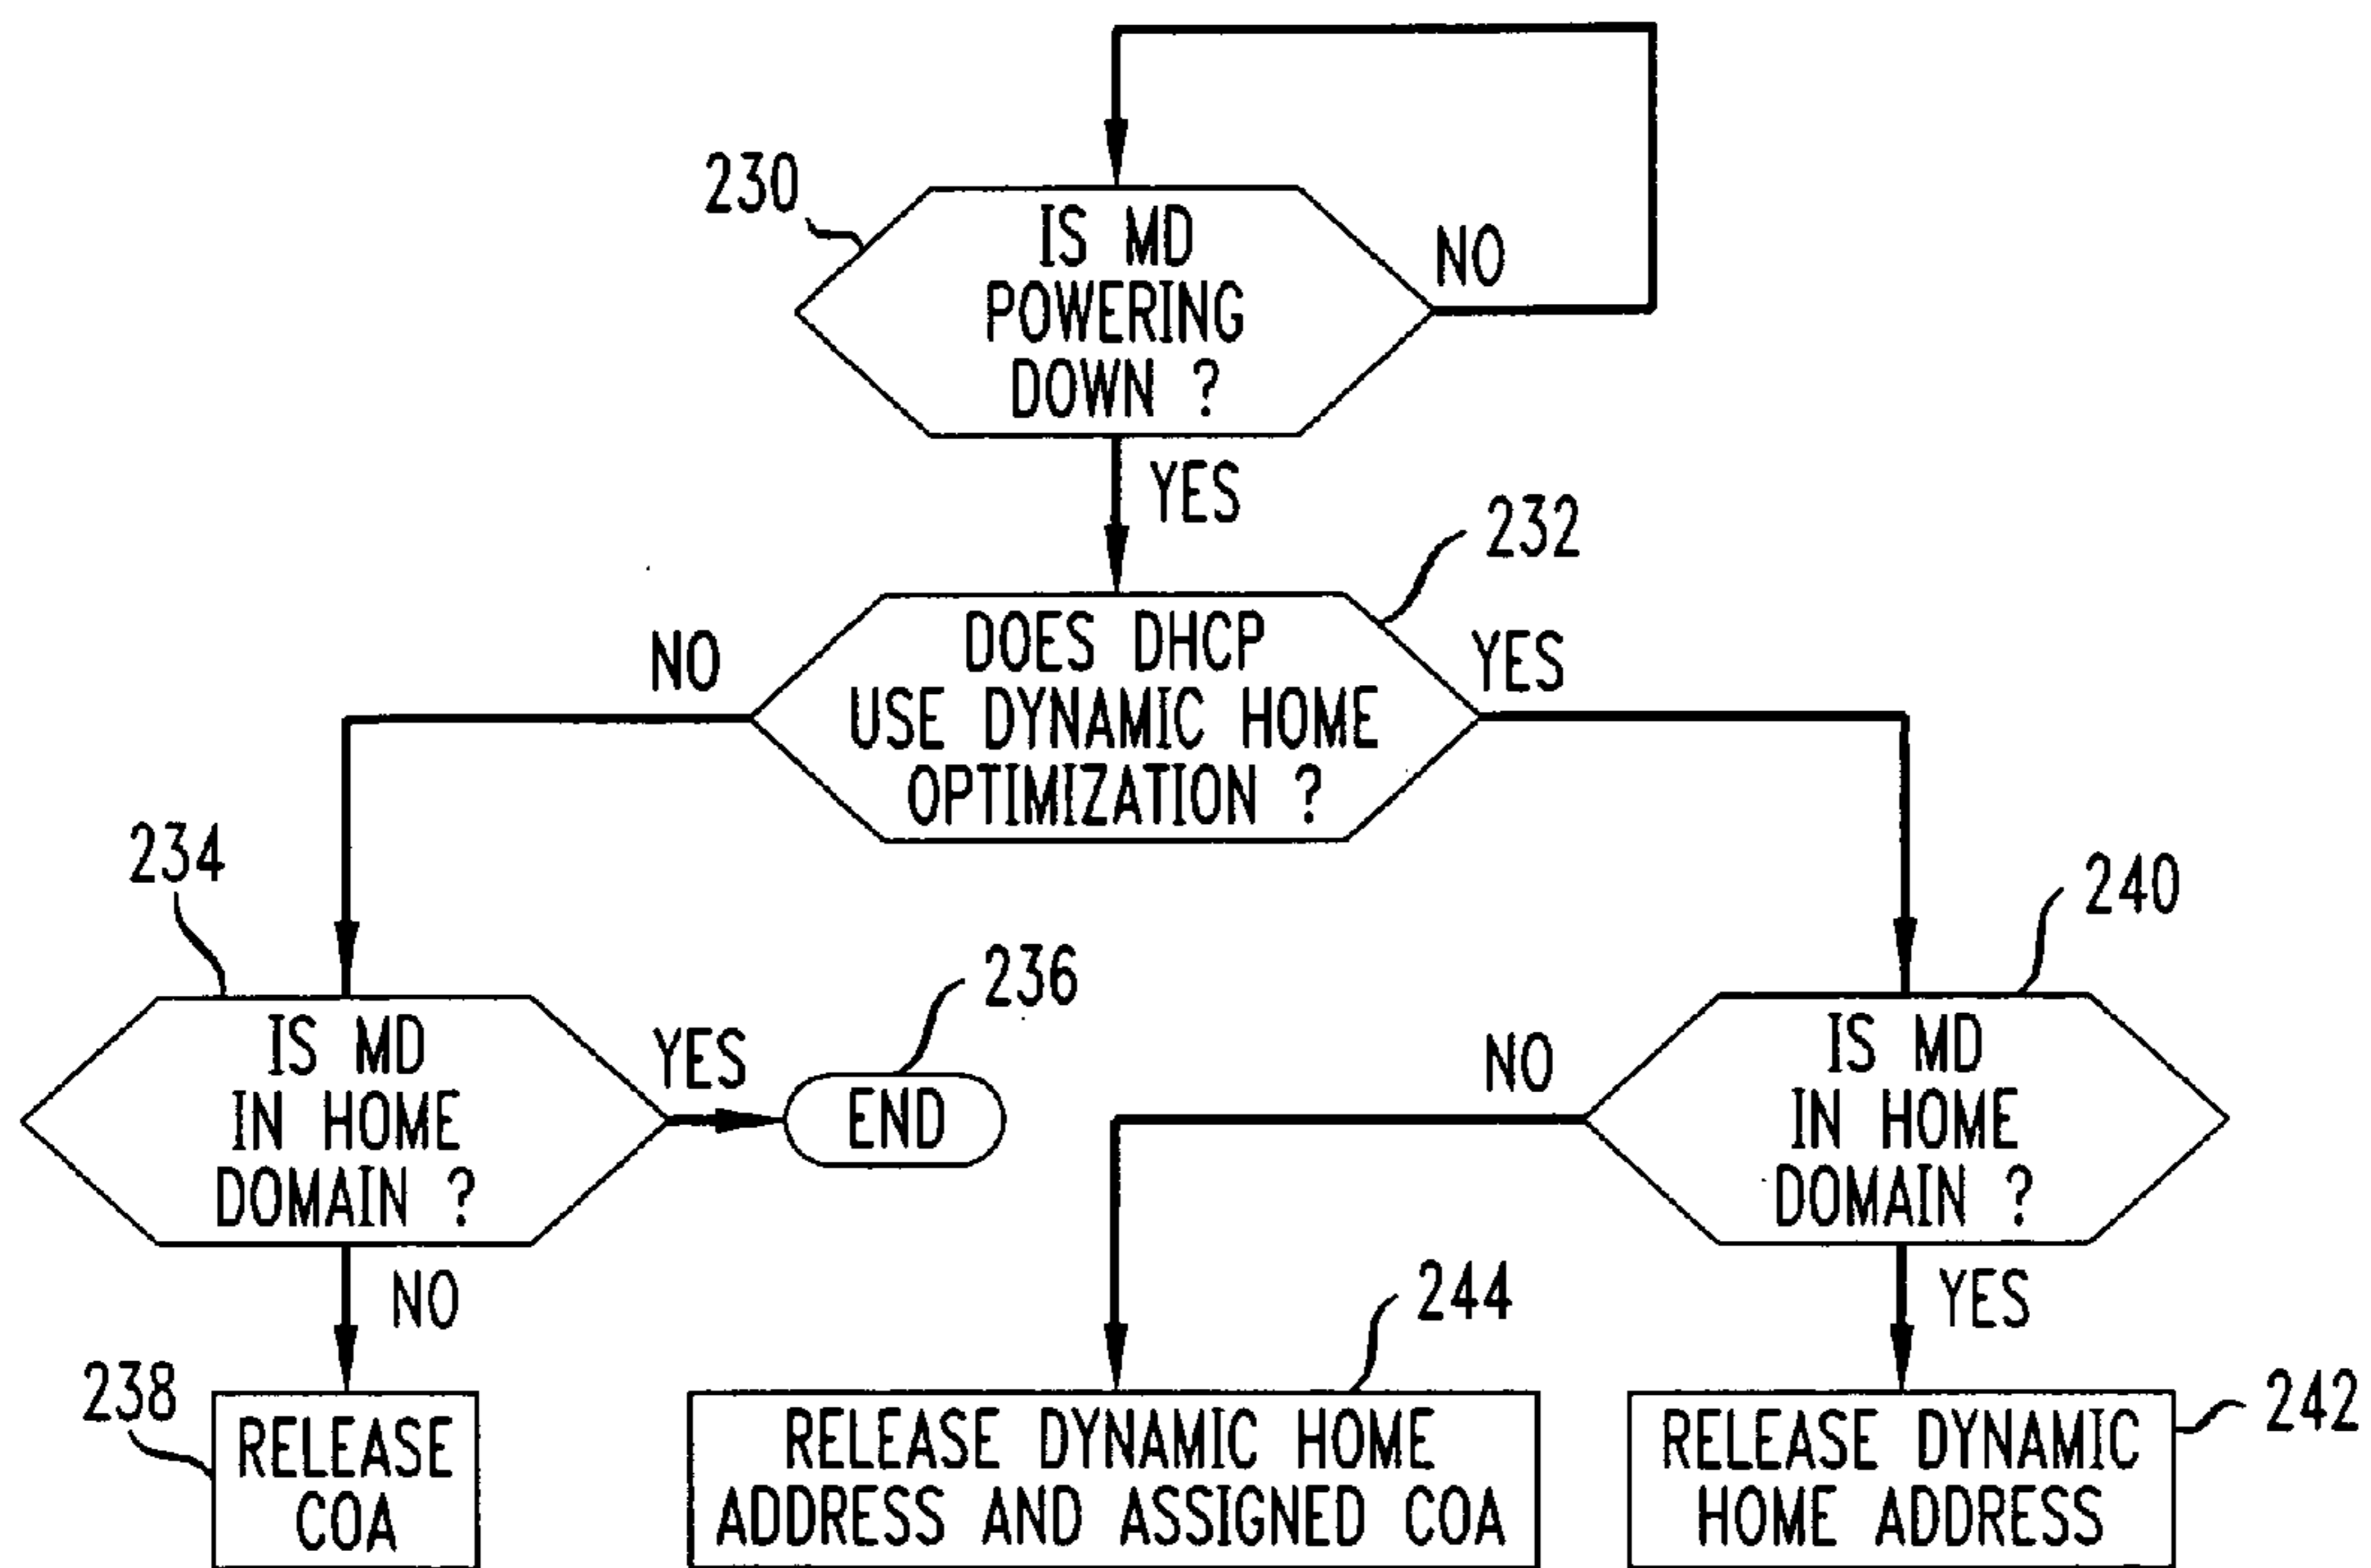 230
IS MD
POWERING
DOWN ?
NO
YES
232
DOES DHCP
USE DYNAMIC HOME
OPTIMIZATION ?
NO
YES
234
IS MD
IN HOME
DOMAIN ?
YES
236
END
NO
238
RELEASE
COA
240
IS MD
IN HOME
DOMAIN ?
NO
YES
244
RELEASE DYNAMIC HOME
ADDRESS AND ASSIGNED COA
242
RELEASE DYNAMIC
HOME ADDRESS